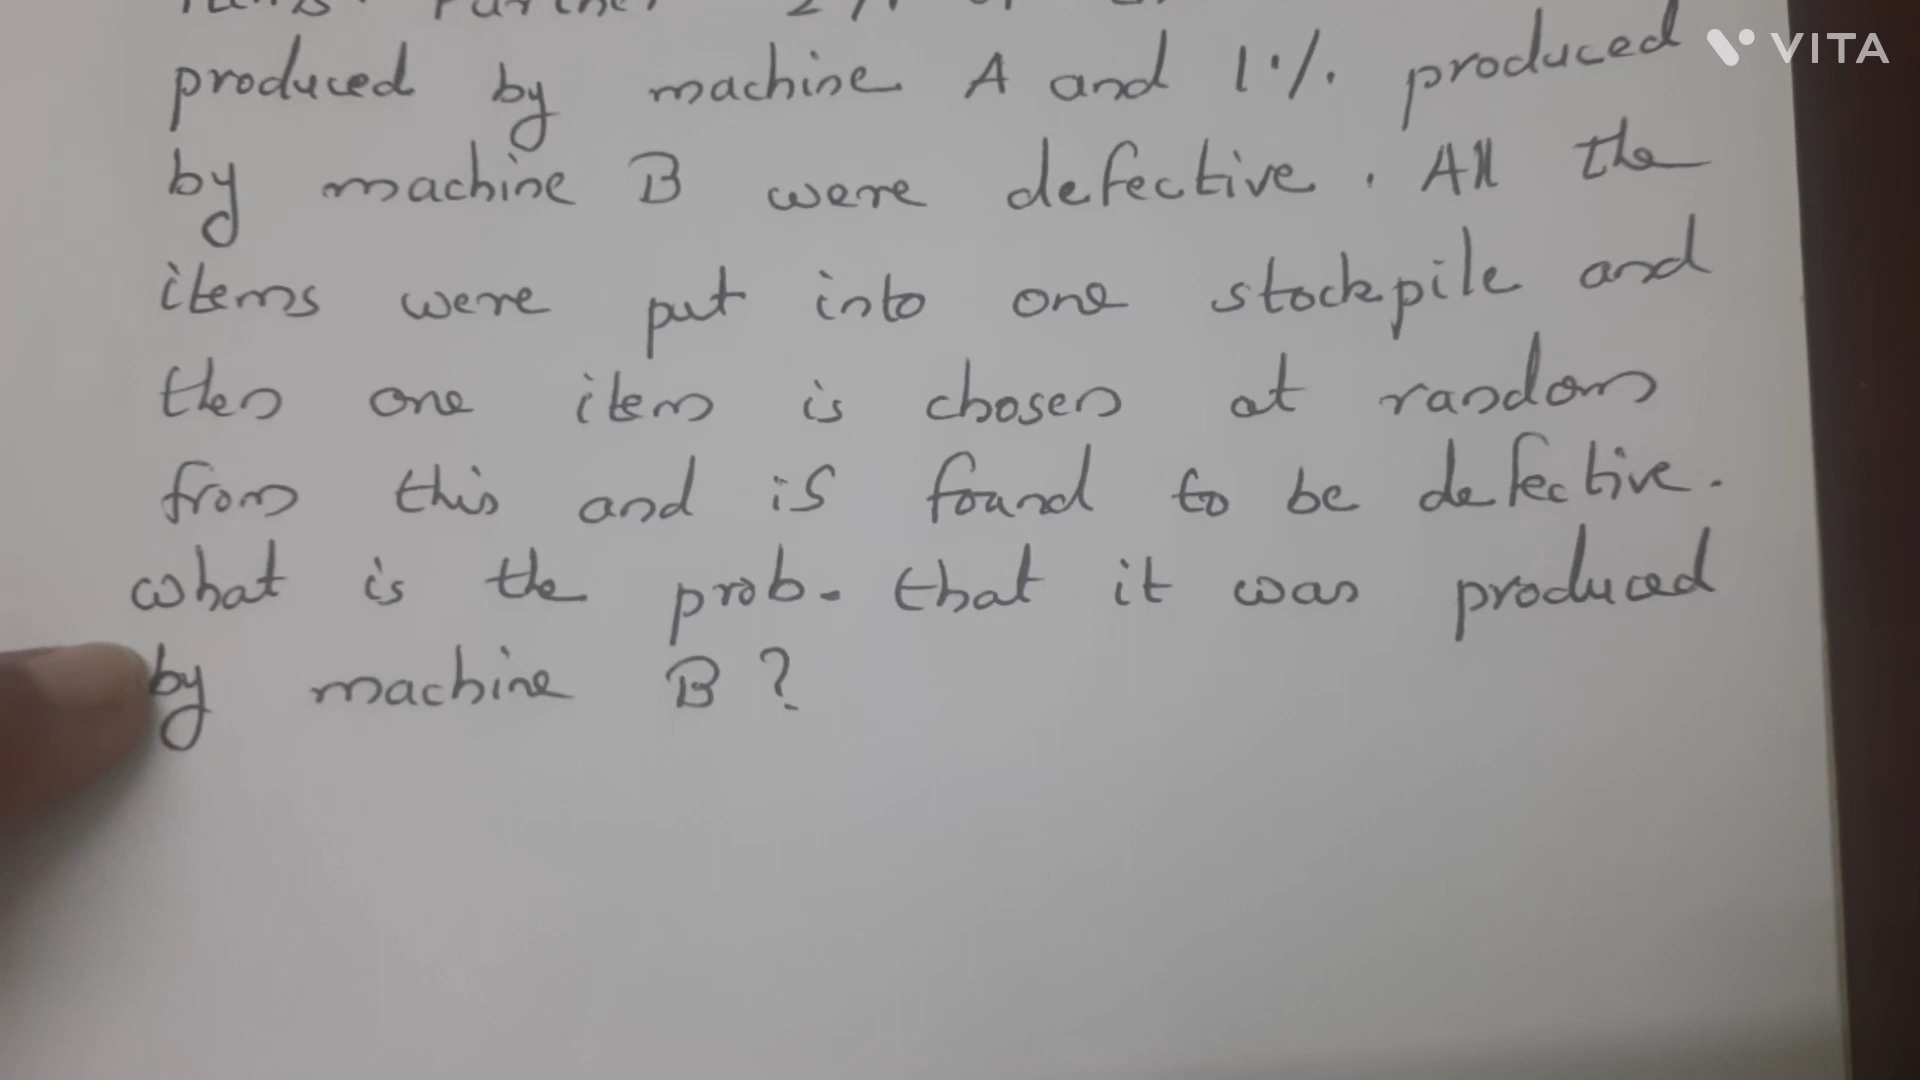 Further 2%
produced by machine A and 1% produced
by machine B were defective. All the
items were put into one stockpile and
then one item is chosen at random
from this and is found to be defective.
what is the prob. that it was produced
by machine B?
VITA